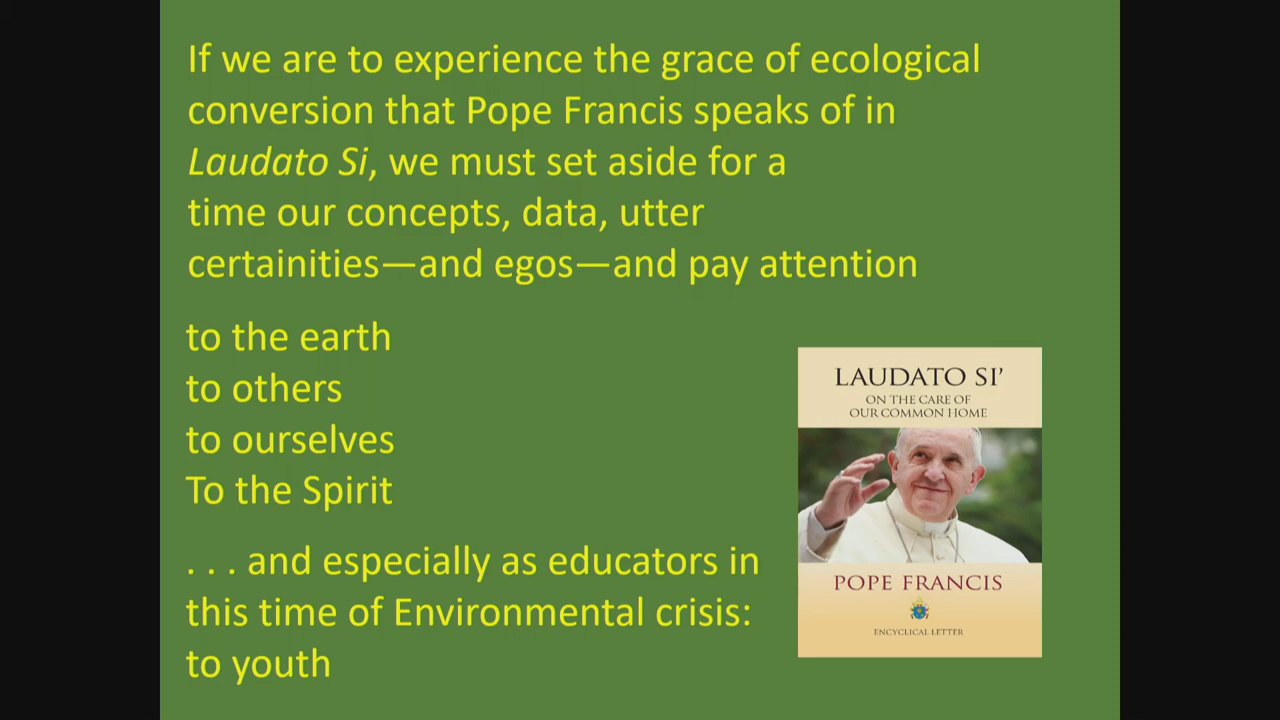 If we are to experience the grace of ecological
conversion that Pope Francis speaks of in
Laudato Si, we must set aside for a
time our concepts, data, utter
certainities—and egos—and pay attention
to the earth
to others
to ourselves
To the Spirit
. . . and especially as educators in
this time of Environmental crisis:
to youth
LAUDATO SI’
ON THE CARE OF
OUR COMMON HOME
POPE FRANCIS
ENCYCLICAL LETTER